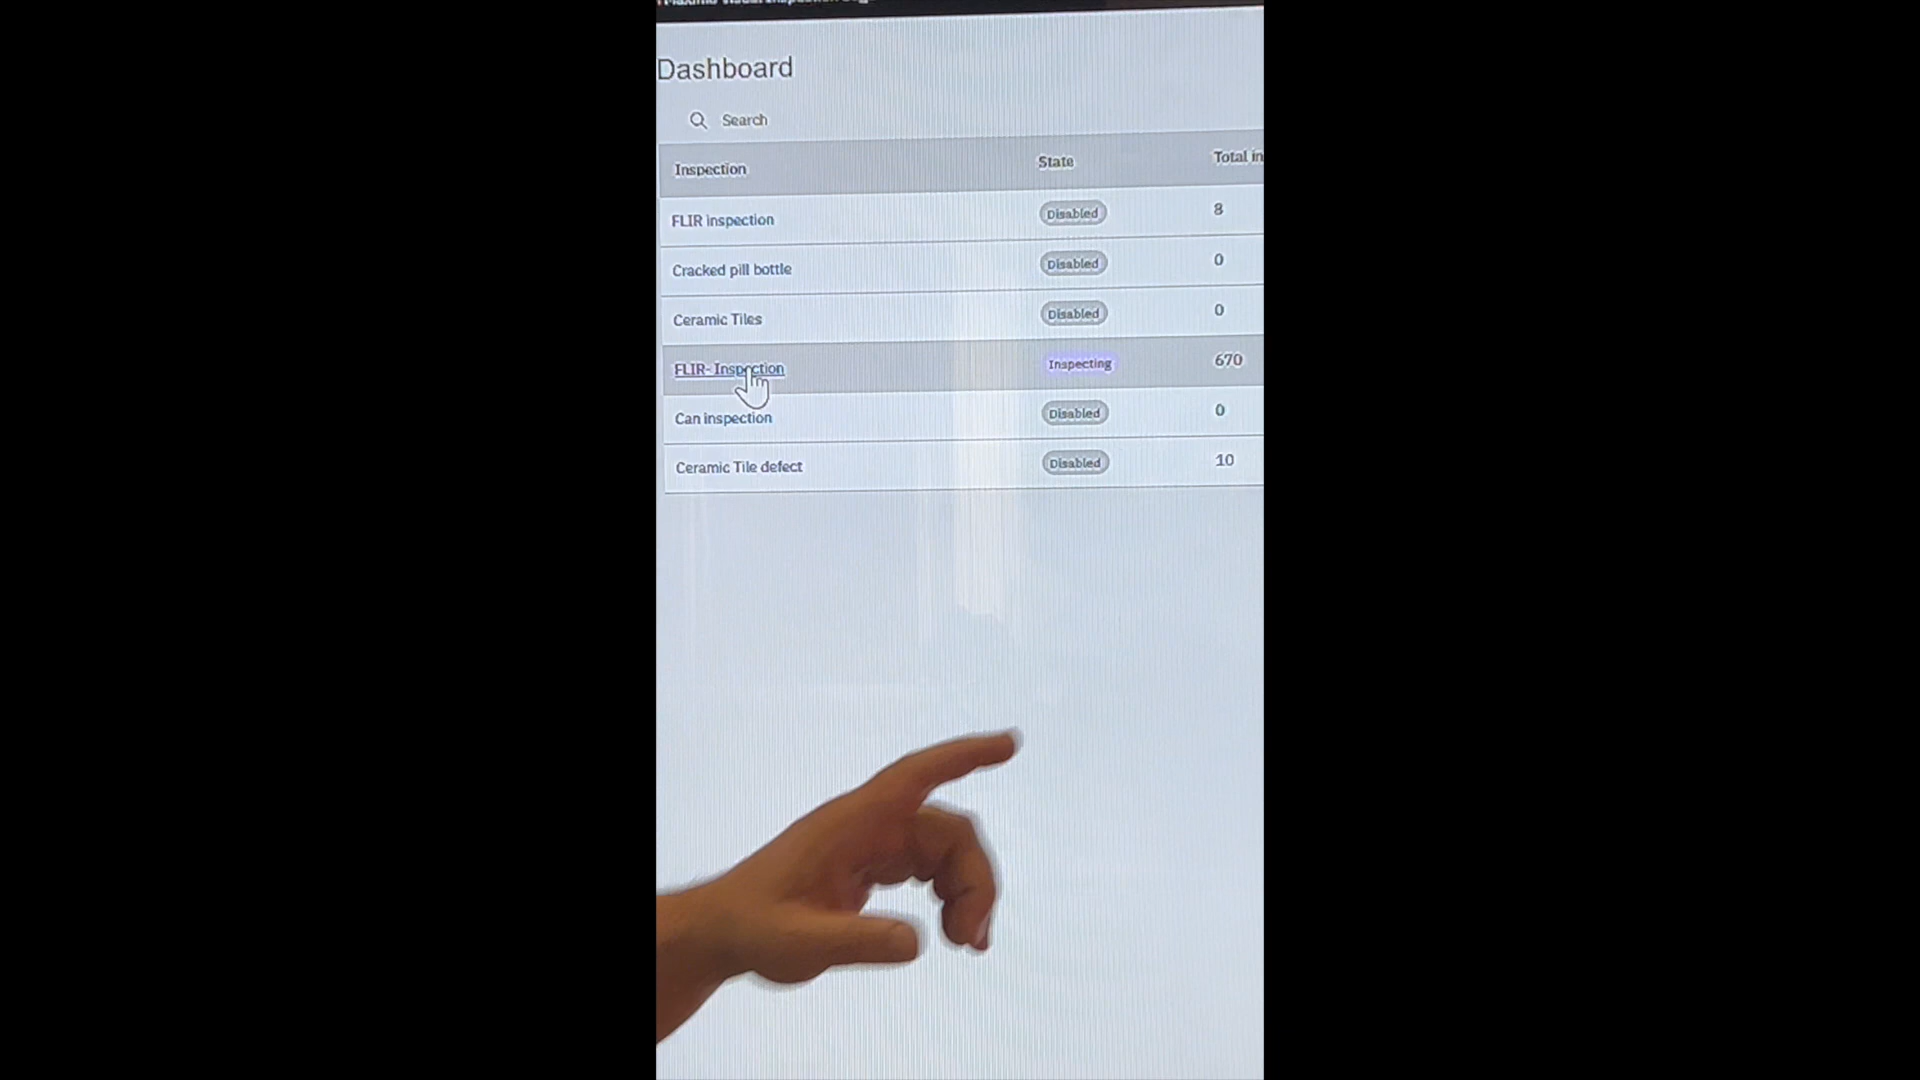 Dashboard
Search
Inspection State Total in
FLIR inspection Disabled 8
Cracked pill bottle Disabled 0
Ceramic Tiles Disabled 0
FLIR- Inspection Inspecting 670
Can inspection Disabled 0
Ceramic Tile defect Disabled 10